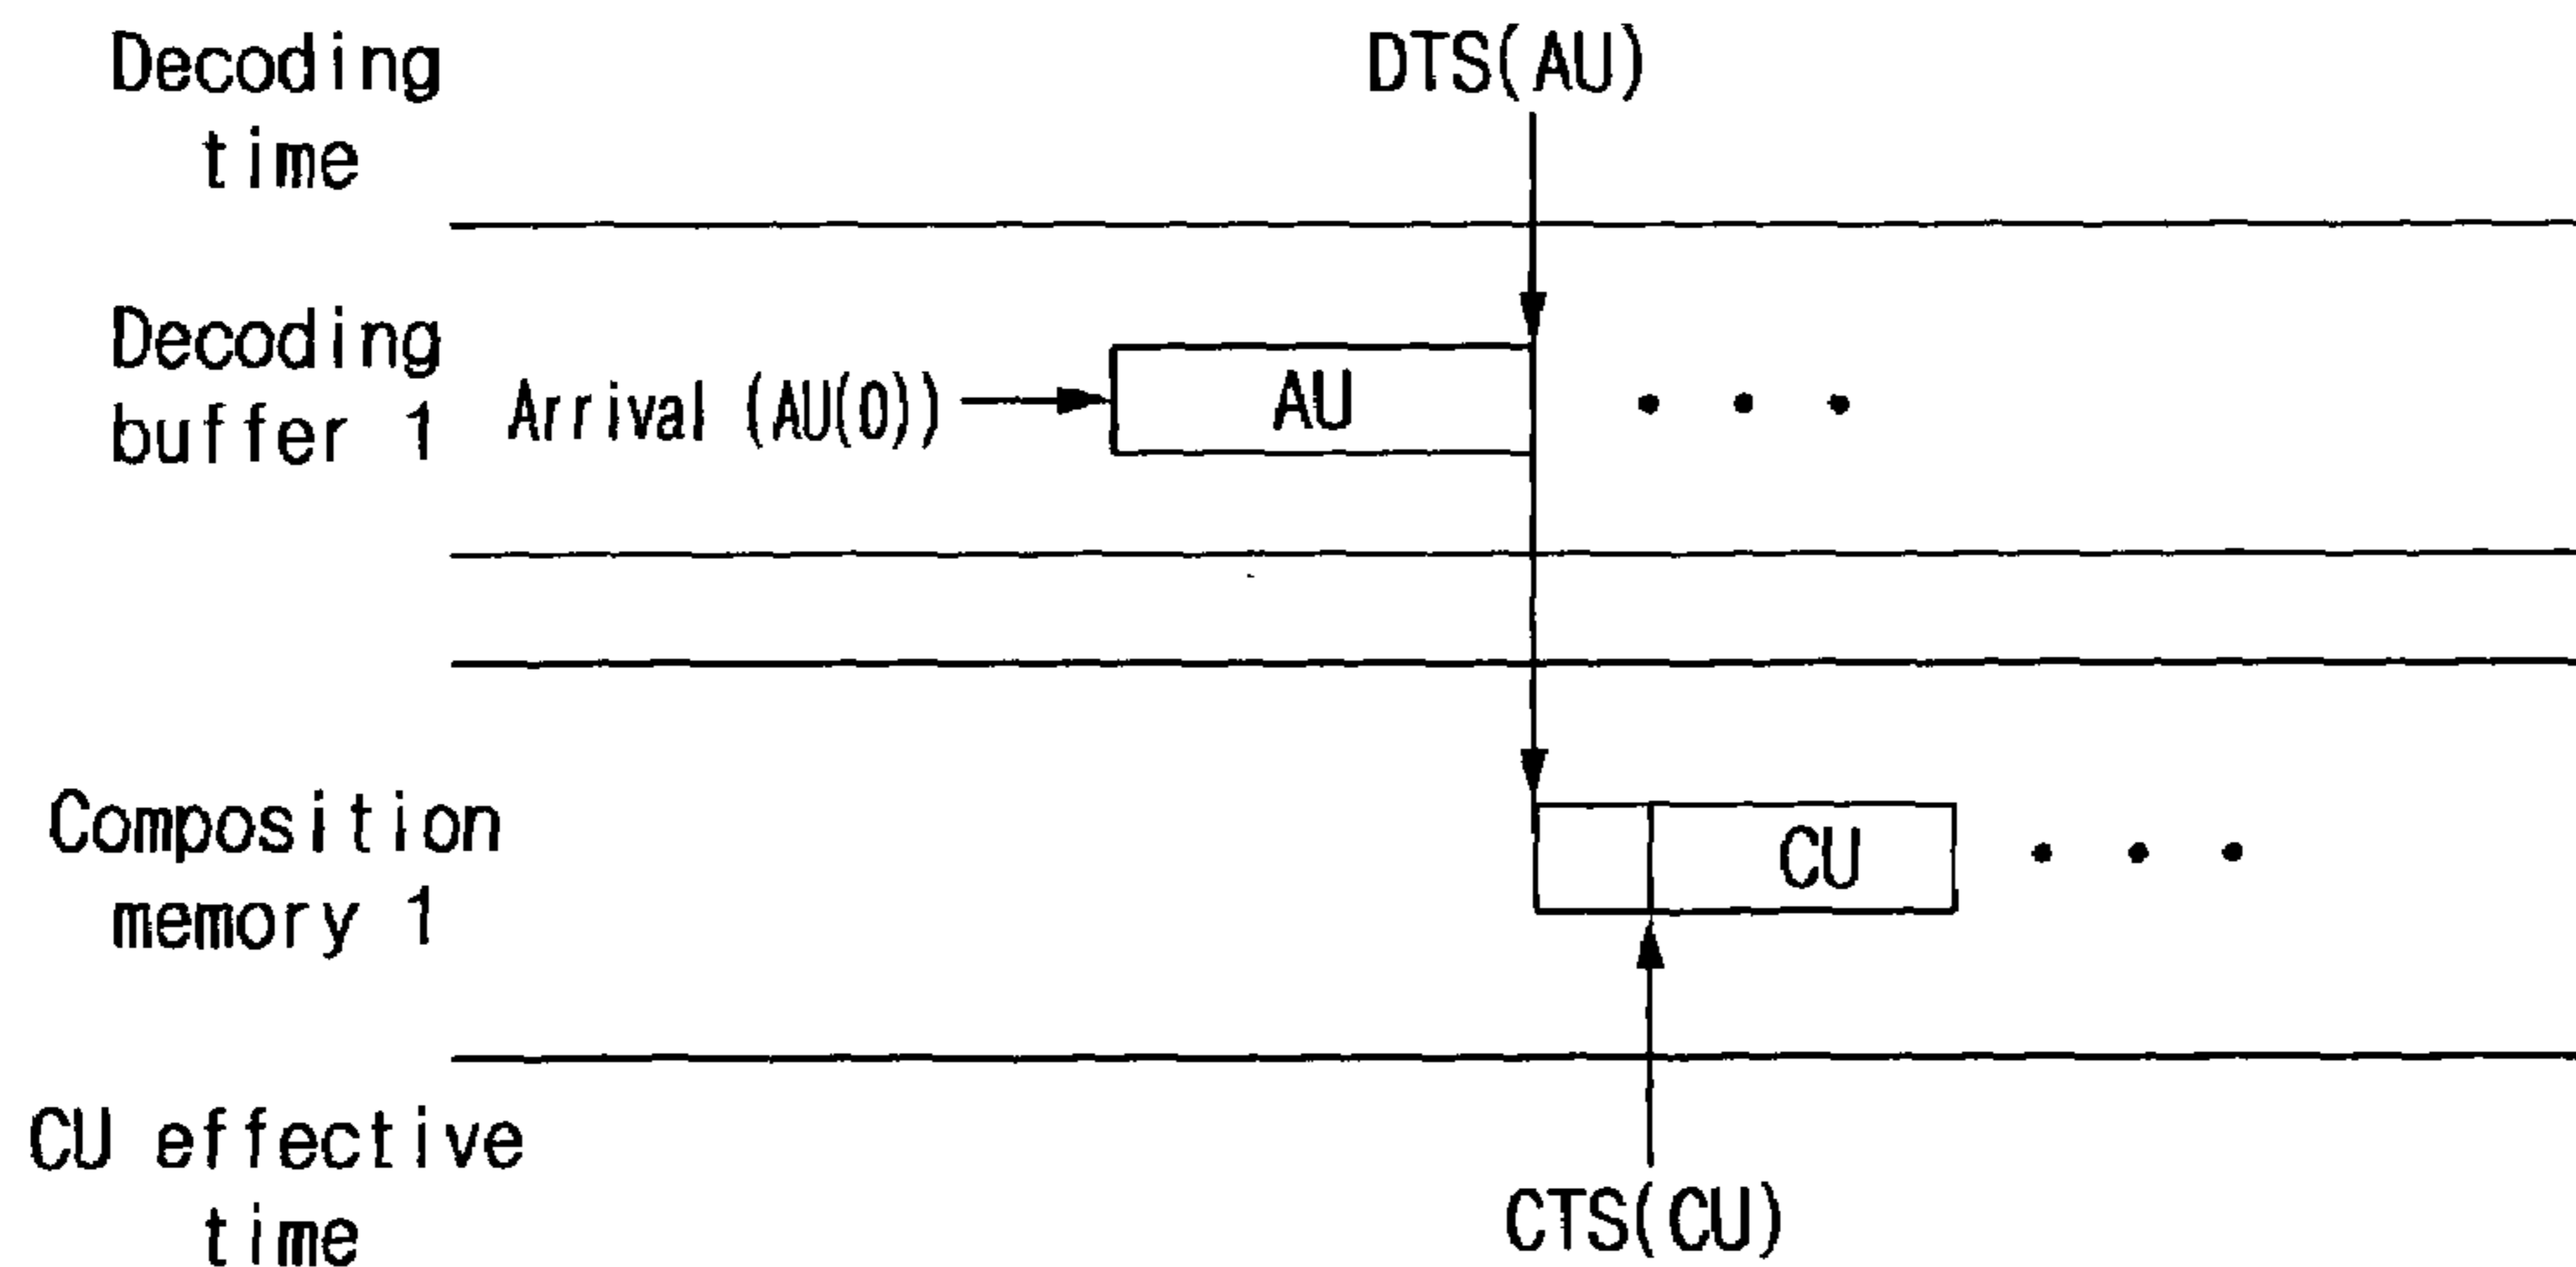 Decoding
time
DTS(AU)
Decoding
buffer 1
Arrival (AU(0))
AU
• • •
Composition
memory 1
CU
• • •
CU effective
time
CTS(CU)